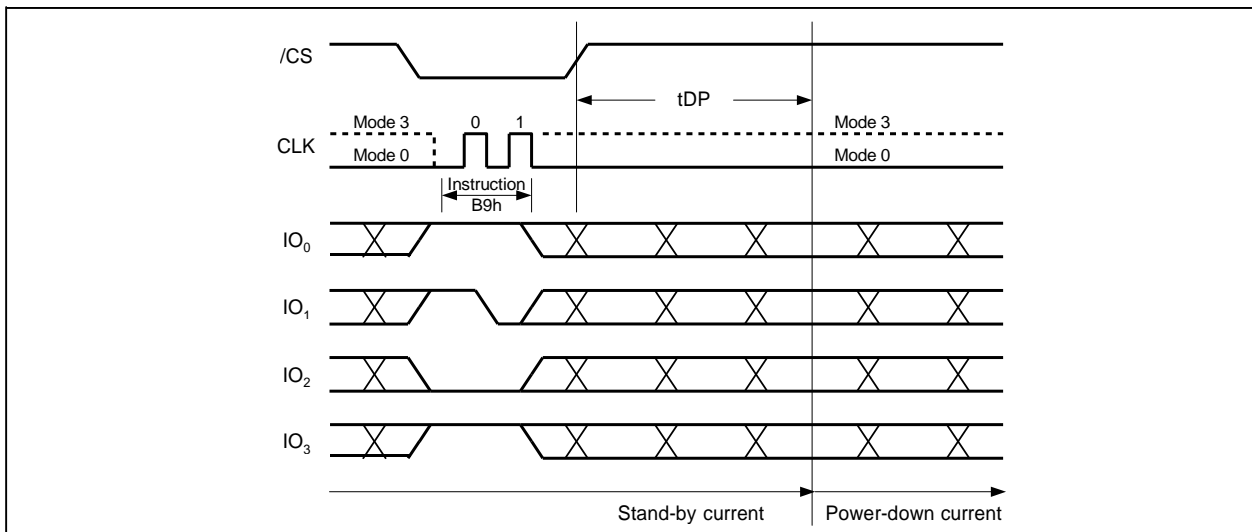 /CS
tDP
Mode 3 0 1 Mode 3
CLK
Mode 0 Mode 0
Instruction
B9h
IO0
IO1
IO2
IO3
Stand-by current Power-down current